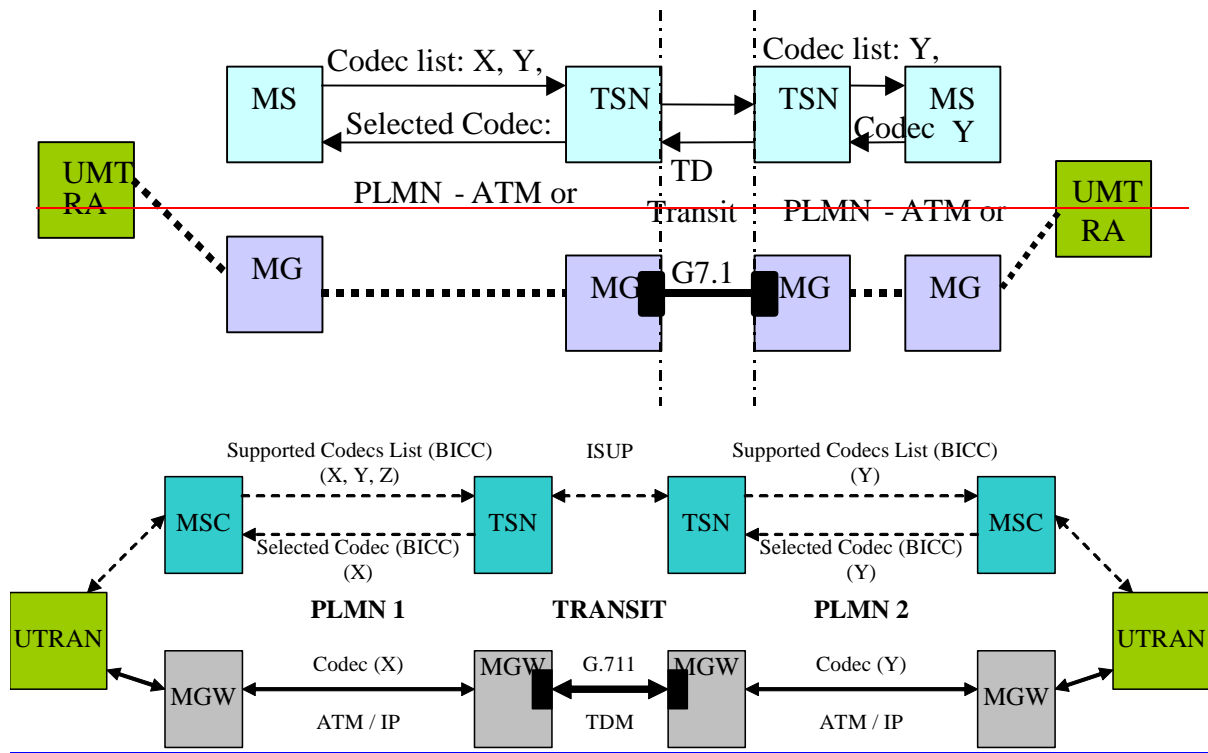 Codec list: X, Y,
Codec list: Y,
MS
TSN
TSN
MS
Y
Selected Codec:
Codec
TD
UMT
RA
PLMN - ATM or
Transit
PLMN - ATM or
UMT
RA
MG
MG
G7.1
MG
MG
Supported Codecs List (BICC)
(X, Y, Z)
ISUP
Supported Codecs List (BICC)
(Y)
MSC
TSN
TSN
MSC
Selected Codec (BICC)
(X)
Selected Codec (BICC)
(Y)
PLMN 1
TRANSIT
PLMN 2
UTRAN
UTRAN
MGW
Codec (X)
MGW
G.711
MGW
Codec (Y)
MGW
ATM / IP
TDM
ATM / IP